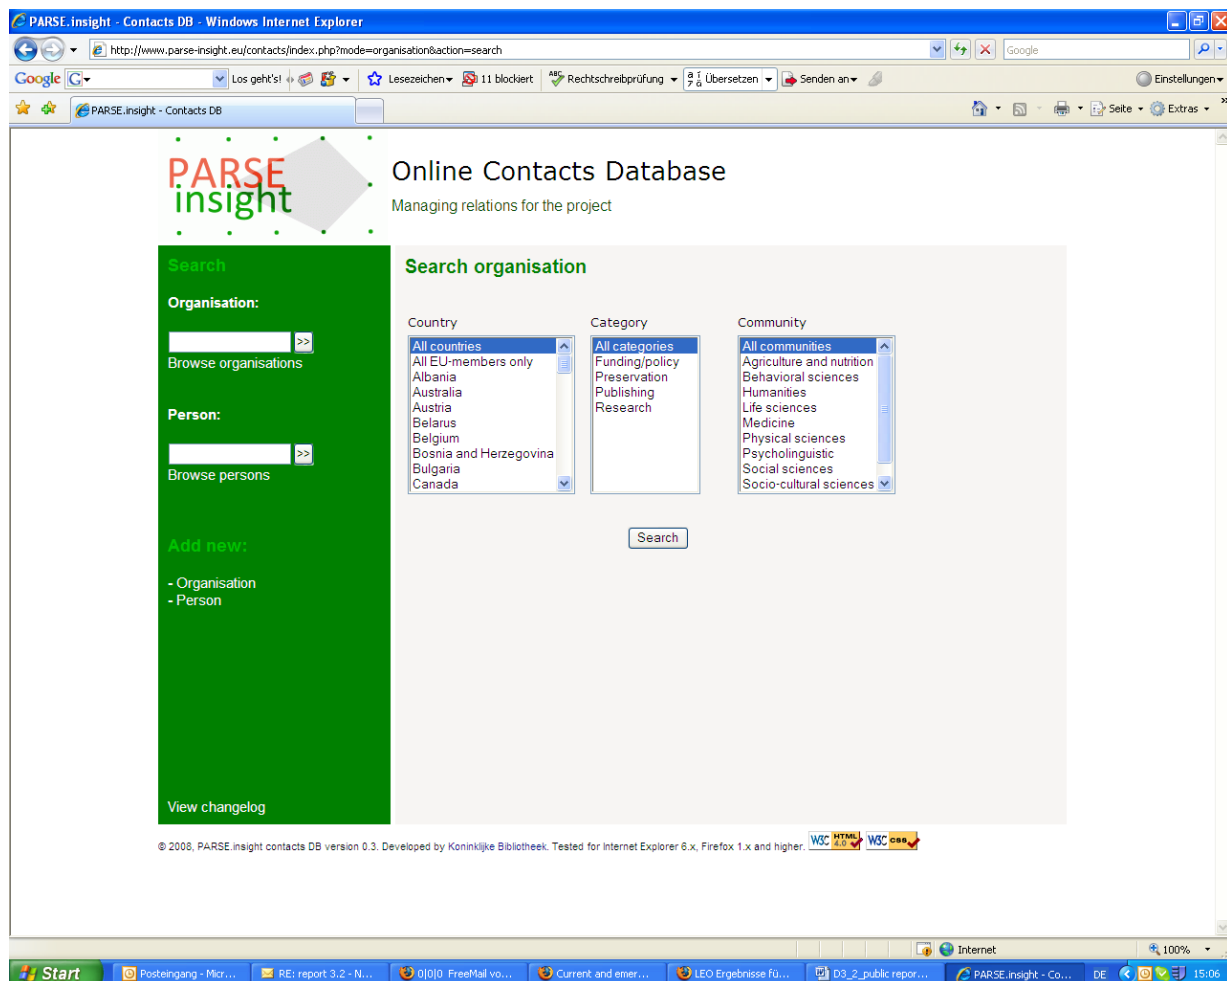 PARSE.insight - Contacts DB - Windows Internet Explorer
http://www.parse-insight.eu/contacts/index.php?mode=organisation&action=search
Google
Google G
Los geht's!
Lesezeichen
11 blockiert
Rechtschreibprüfung
Übersetzen
Senden an
Einstellungen
PARSE.insight - Contacts DB
Seite
Extras
PARSE
insight
Online Contacts Database
Managing relations for the project
Search
Organisation:
>>
Browse organisations
Person:
>>
Browse persons
Add new:
- Organisation
- Person
View changelog
Search organisation
Country
All countries
All EU-members only
Albania
Australia
Austria
Belarus
Belgium
Bosnia and Herzegovina
Bulgaria
Canada
Category
All categories
Funding/policy
Preservation
Publishing
Research
Community
All communities
Agriculture and nutrition
Behavioral sciences
Humanities
Life sciences
Medicine
Physical sciences
Psycholinguistic
Social sciences
Socio-cultural sciences
Search
© 2008, PARSE.insight contacts DB version 0.3. Developed by Koninklijke Bibliotheek. Tested for Internet Explorer 6.x, Firefox 1.x and higher.
W3C HTML 4.0
W3C css
Internet
100%
Start
Posteingang - Micr...
RE: report 3.2 - N...
0|0|0 FreeMail vo...
Current and emer...
LEO Ergebnisse fü...
D3_2_public repor...
PARSE.insight - Co...
DE
15:06